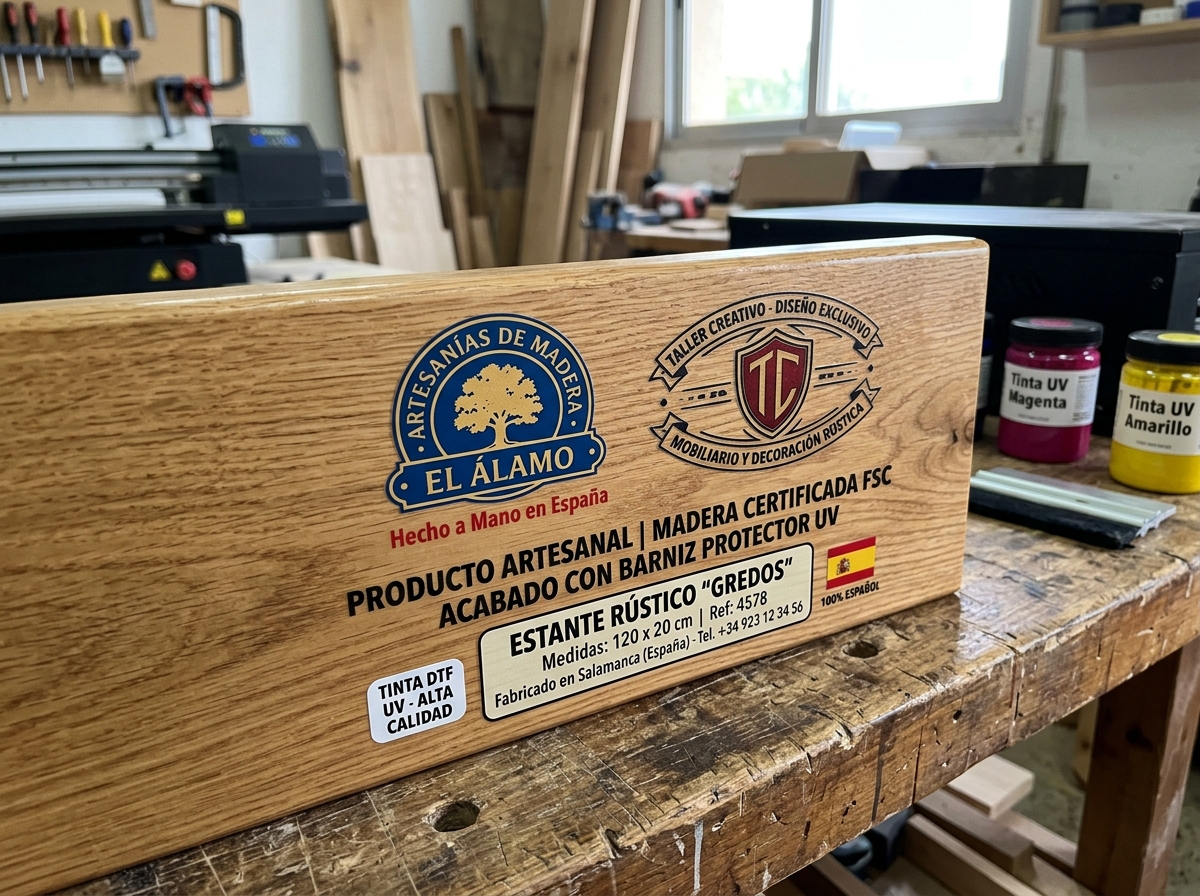 ARTESANÍAS DE MADERA
EL ÁLAMO
Hecho a Mano en España
TALLER CREATIVO - DISEÑO EXCLUSIVO
TC
MOBILIARIO Y DECORACIÓN RÚSTICA
PRODUCTO ARTESANAL | MADERA CERTIFICADA FSC
ACABADO CON BARNIZ PROTECTOR UV
ESTANTE RÚSTICO "GREDOS"
Medidas: 120 x 20 cm | Ref: 4578
Fabricado en Salamanca (España) - Tel. +34 923 12 34 56
100% ESPAÑOL
TINTA DTF
UV - ALTA
CALIDAD
Tinta UV
Magenta
Tinta UV
Amarillo